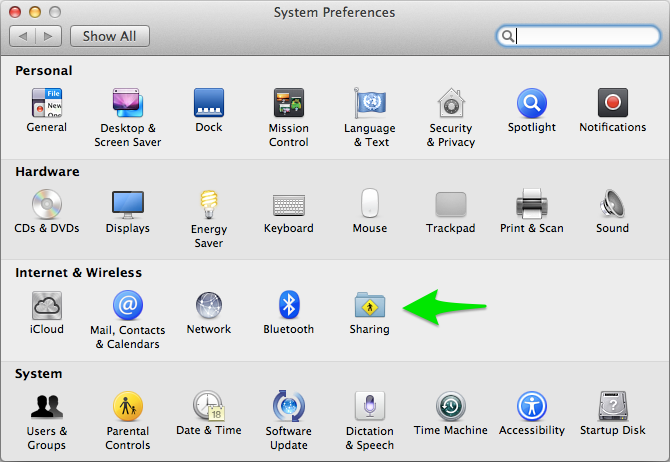 System Preferences
Show All
Personal
General
Desktop &
Screen Saver
Dock
Mission
Control
Language
& Text
Security
& Privacy
Spotlight
Notifications
File
New
One
Hardware
CDs & DVDs
Displays
Energy
Saver
Keyboard
Mouse
Trackpad
Print & Scan
Sound
Internet & Wireless
iCloud
Mail, Contacts
& Calendars
Network
Bluetooth
Sharing
System
Users &
Groups
Parental
Controls
Date & Time
18
Software
Update
Dictation
& Speech
Time Machine
Accessibility
Startup Disk